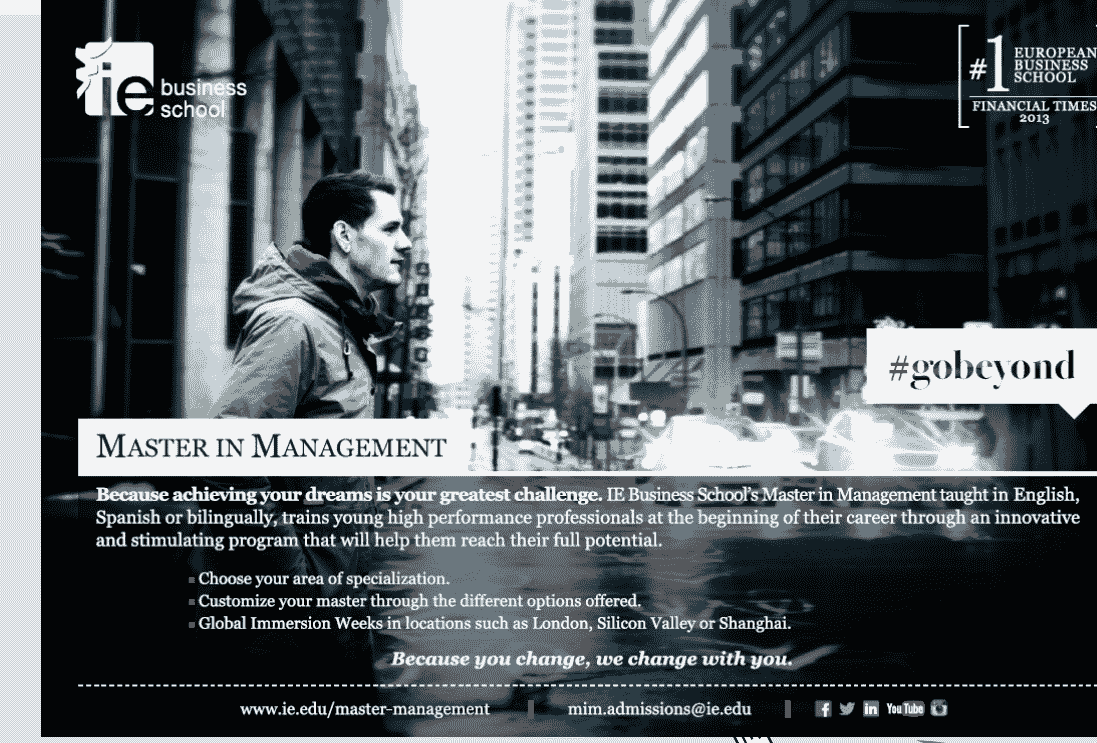 ie business
school
#1 EUROPEAN
BUSINESS
SCHOOL
FINANCIAL TIMES
2013
#gobeyond
MASTER IN MANAGEMENT
Because achieving your dreams is your greatest challenge. IE Business School's Master in Management taught in English,
Spanish or bilingually, trains young high performance professionals at the beginning of their career through an innovative
and stimulating program that will help them reach their full potential.
Choose your area of specialization.
Customize your master through the different options offered.
Global Immersion Weeks in locations such as London, Silicon Valley or Shanghai.
Because you change, we change with you.
www.ie.edu/master-management | mim.admissions@ie.edu | f in You Tube